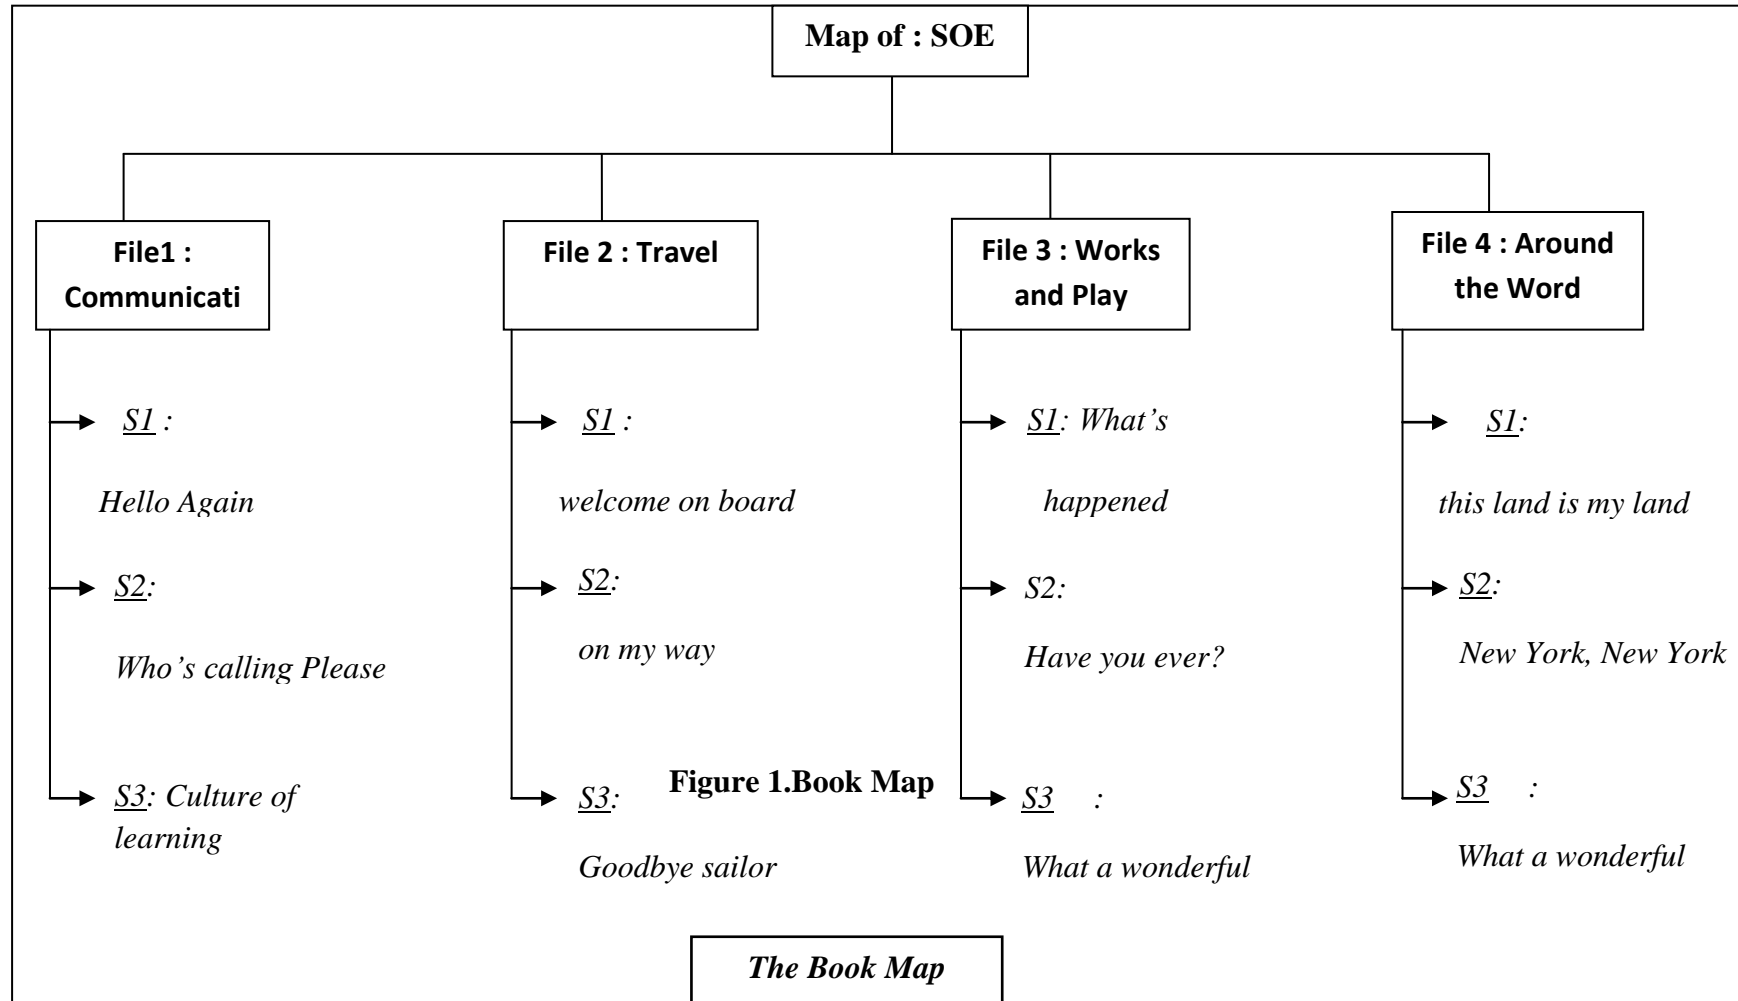 Map of : SOE
File1 :
Communicati
S1 :
Hello Again
S2:
Who's calling Please
S3: Culture of
learning
File 2 : Travel
S1 :
welcome on board
S2:
on my way
S3:
Goodbye sailor
File 3 : Works
and Play
S1: What's
happened
S2:
Have you ever?
S3 :
What a wonderful
File 4 : Around
the Word
S1:
this land is my land
S2:
New York, New York
S3 :
What a wonderful
Figure 1.Book Map
The Book Map